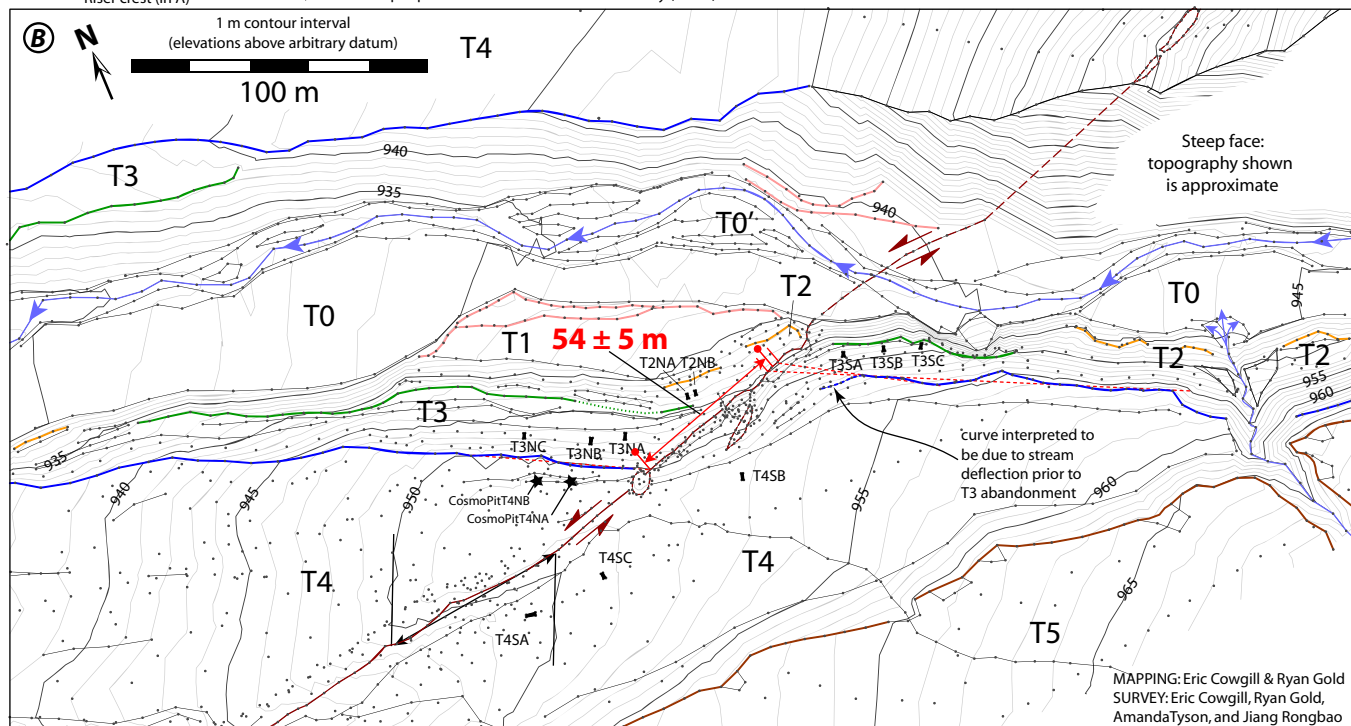 Riser crest (in A)
B
N
1 m contour interval
(elevations above arbitrary datum)
100 m
T4
Steep face:
topography shown
is approximate
T3
940
935
T0′
940
T0
T2
T0
945
T1
54 ± 5 m
T2NA T2NB
T3SA T3SB T3SC
T2
T2
955
960
T3
935
T3NC T3NB T3NA
940
945
950
CosmoPitT4NB
CosmoPitT4NA
T4SB
curve interpreted to
be due to stream
deflection prior to
T3 abandonment
955
960
T4SC
T4
T4
965
T4SA
T5
MAPPING: Eric Cowgill & Ryan Gold
SURVEY: Eric Cowgill, Ryan Gold,
AmandaTyson, and Jiang Rongbao